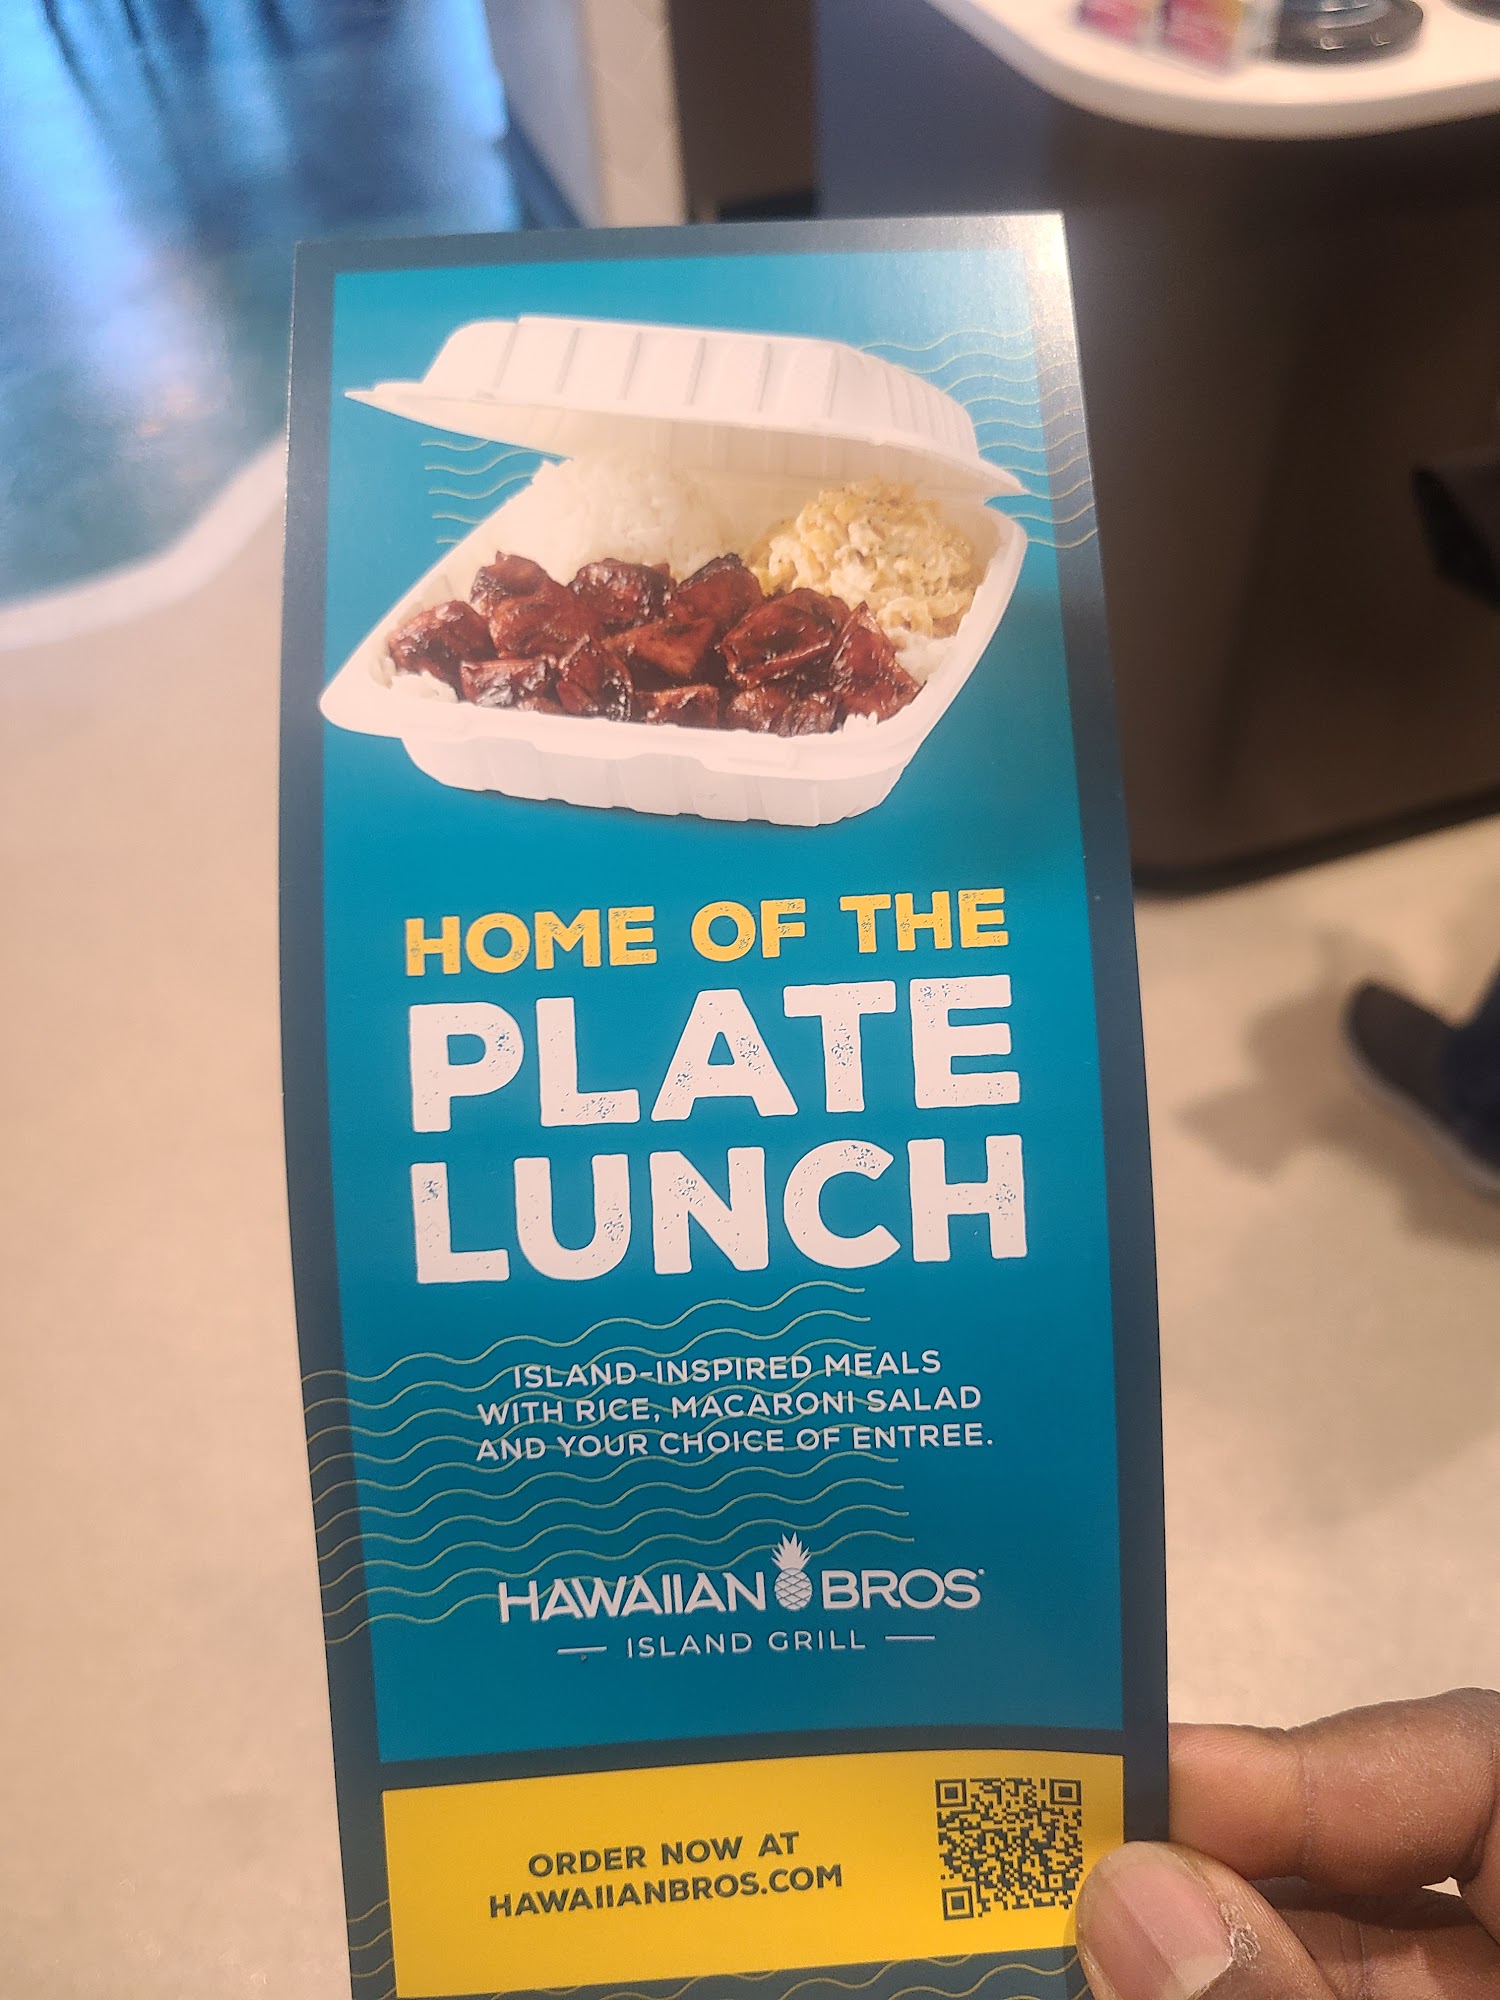 HOME OF THE
PLATE
LUNCH
ISLAND-INSPIRED MEALS
WITH RICE, MACARONI SALAD
AND YOUR CHOICE OF ENTREE.
HAWAIIAN BROS
ISLAND GRILL
ORDER NOW AT
HAWAIIANBROS.COM